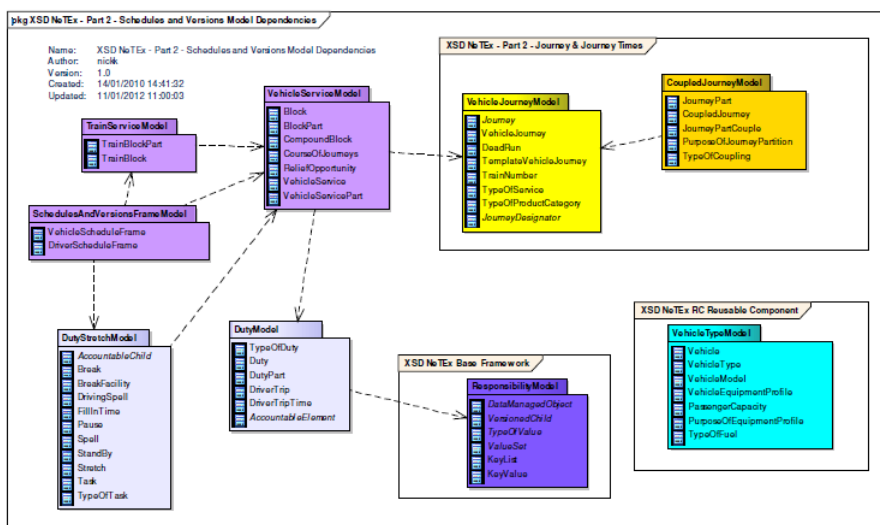 pkg XSD NeTEx - Part 2 - Schedules and Versions Model Dependencies
Name: XSD NeTEx - Part 2 - Schedules and Versions Model Dependencies
Author: nickk
Version: 1.0
Created: 14/01/2010 14:41:32
Updated: 11/01/2012 11:00:03
XSD NeTEx - Part 2 - Journey & Journey Times
VehicleServiceModel
Block
BlockPart
CompoundBlock
CourseOfJourneys
ReliefOpportunity
VehicleService
VehicleServicePart
VehicleJourneyModel
Journey
VehicleJourney
DeadRun
TemplateVehicleJourney
TrainNumber
TypeOfService
TypeOfProductCategory
JourneyDesignator
CoupledJourneyModel
JourneyPart
CoupledJourney
JourneyPartCouple
PurposeOfJourneyPartition
TypeOfCoupling
TrainServiceModel
TrainBlockPart
TrainBlock
SchedulesAndVersionsFrameModel
VehicleScheduleFrame
DriverScheduleFrame
DutyStretchModel
AccountableChild
Break
BreakFacility
DrivingSpell
FillInTime
Pause
Spell
StandBy
Stretch
Task
TypeOfTask
DutyModel
TypeOfDuty
Duty
DutyPart
DriverTrip
DriverTripTime
AccountableElement
XSD NeTEx Base Framework
ResponsibilityModel
DataManagedObject
VersionedChild
TypeOfValue
ValueSet
KeyList
KeyValue
XSD NeTEx RC Reusable Component
VehicleTypeModel
Vehicle
VehicleType
VehicleModel
VehicleEquipmentProfile
PassengerCapacity
PurposeOfEquipmentProfile
TypeOfFuel